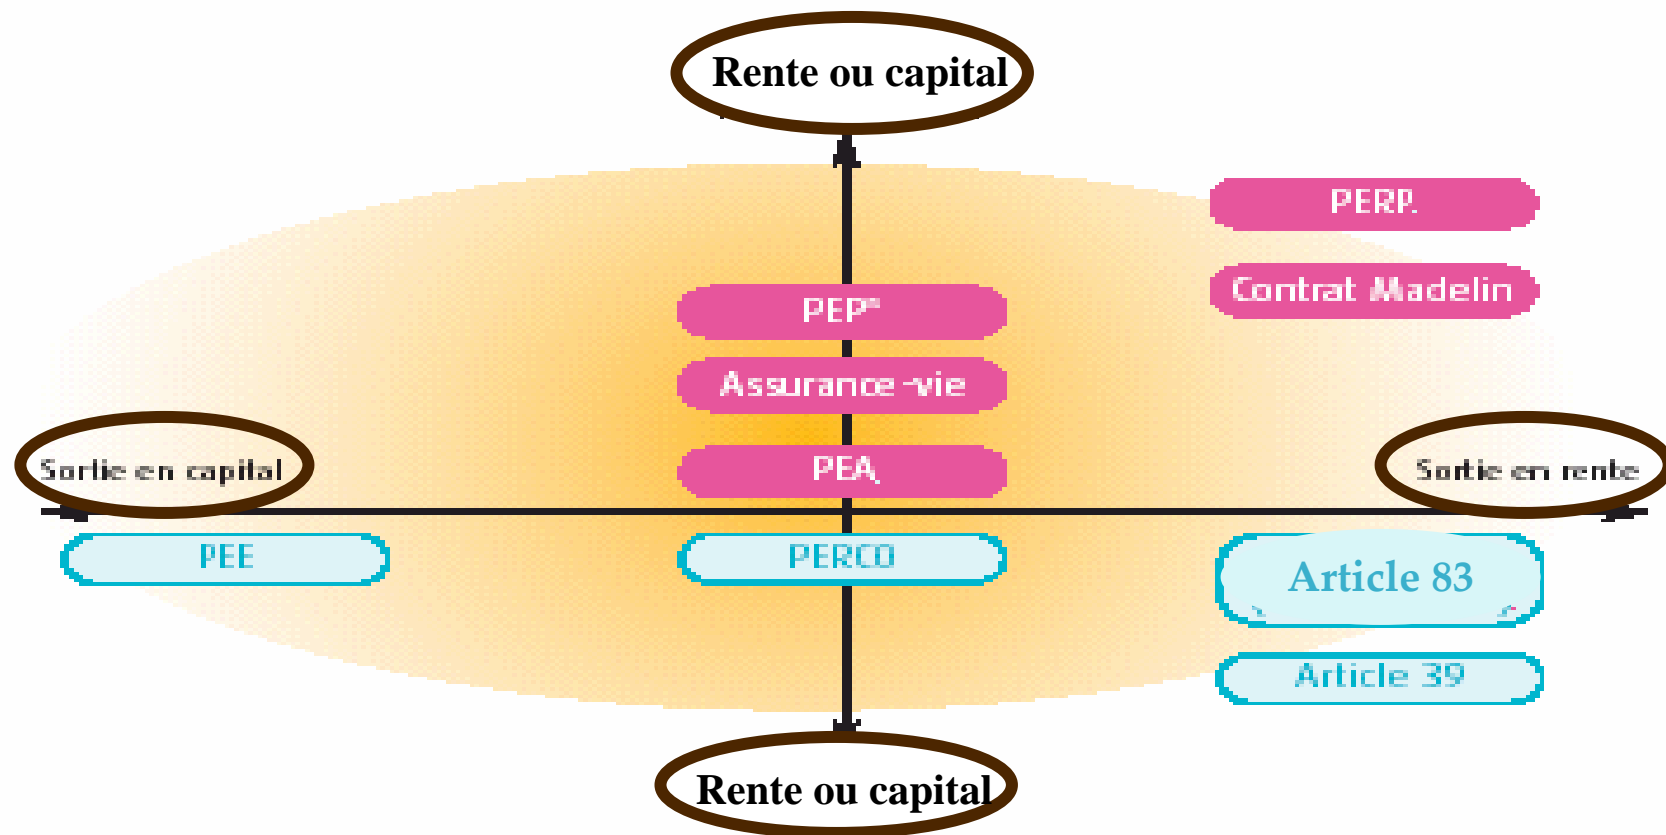 Rente ou capital
PERP
Contrat Madelin
PEP*
Assurance-vie
PEA
Sortie en capital
Sortie en rente
PEE
PERCO
Article 83
Article 39
Rente ou capital